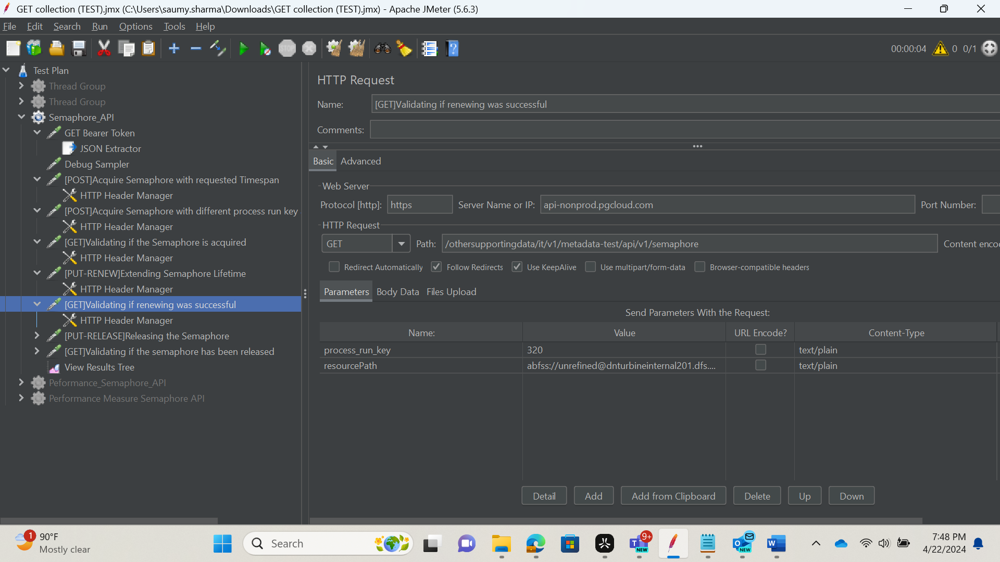 GET collection (TEST).jmx (C:\Users\saumy.sharma\Downloads\GET collection (TEST).jmx) - Apache JMeter (5.6.3)
File Edit Search Run Options Tools Help
STOP
00:00:04 0 0/1
Test Plan
Thread Group
Thread Group
Semaphore_API
GET Bearer Token
JSON Extractor
Debug Sampler
[POST]Acquire Semaphore with requested Timespan
HTTP Header Manager
[POST]Acquire Semaphore with different process run key
HTTP Header Manager
[GET]Validating if the Semaphore is acquired
HTTP Header Manager
[PUT-RENEW]Extending Semaphore Lifetime
HTTP Header Manager
[GET]Validating if renewing was successful
HTTP Header Manager
[PUT-RELEASE]Releasing the Semaphore
[GET]Validating if the semaphore has been released
View Results Tree
Peformance_Semaphore_API
Performance Measure Semaphore API
HTTP Request
Name: [GET]Validating if renewing was successful
Comments:
Basic Advanced
Web Server
Protocol [http]: https Server Name or IP: api-nonprod.pgcloud.com Port Number:
HTTP Request
GET Path: /othersupportingdata/it/v1/metadata-test/api/v1/semaphore Content enco
Redirect Automatically Follow Redirects Use KeepAlive Use multipart/form-data Browser-compatible headers
Parameters Body Data Files Upload
Send Parameters With the Request:
Name: Value URL Encode? Content-Type
process_run_key 320 text/plain
resourcePath abfss://unrefined@dnturbineinternal201.dfs.... text/plain
Detail Add Add from Clipboard Delete Up Down
1 90°F
Mostly clear
Search
9+
NEW
NEW
7:48 PM
4/22/2024